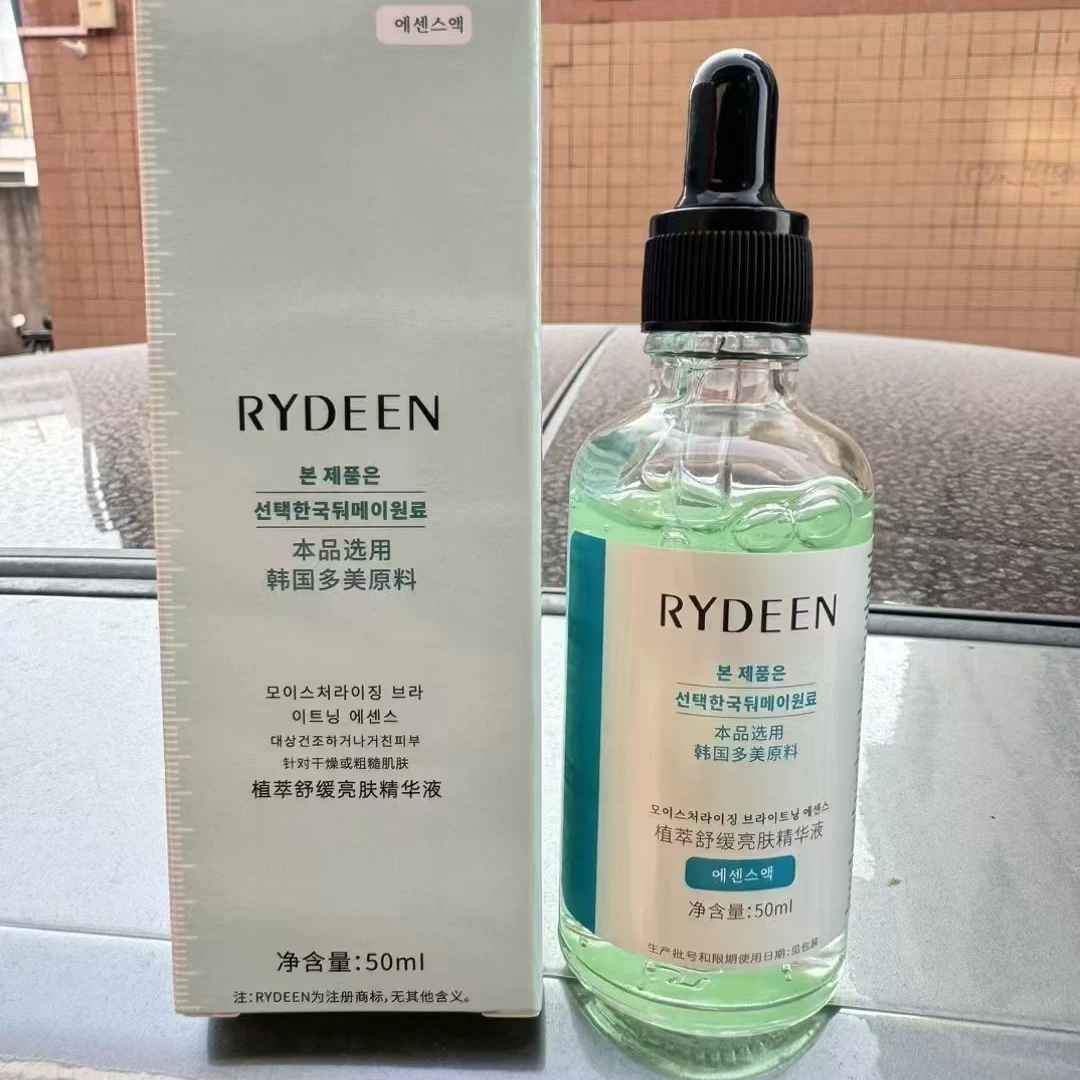 에센스액
RYDEEN
본 제품은
선택한국둬메이원료
本品选用
韩国多美原料
모이스처라이징 브라
이트닝 에센스
대상건조하거나거친피부
针对干燥或粗糙肌肤
植萃舒缓亮肤精华液
净含量:50ml
注:RYDEEN为注册商标,无其他含义。
RYDEEN
본 제품은
선택한국둬메이원료
本品选用
韩国多美原料
모이스처라이징 브라이트닝 에센스
植萃舒缓亮肤精华液
에센스액
净含量:50ml
生产批号和限期使用日期:见包装